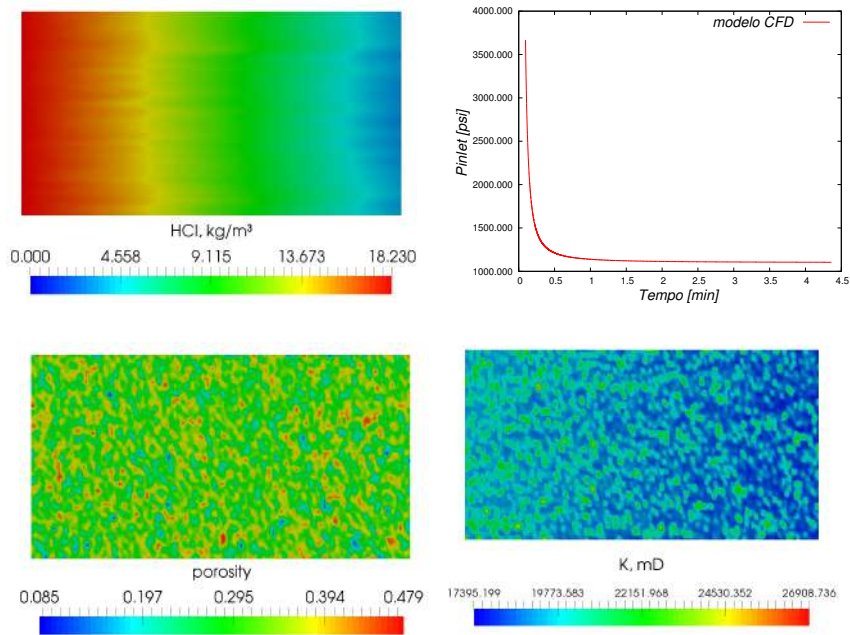 HCl, kg/m³
0.000 4.558 9.115 13.673 18.230
4000.000
3500.000
3000.000
2500.000
2000.000
1500.000
1000.000
Pinlet [psi]
modelo CFD
0 0.5 1 1.5 2 2.5 3 3.5 4 4.5
Tempo [min]
porosity
0.085 0.197 0.295 0.394 0.479
K, mD
17395.199 19773.583 22151.968 24530.352 26908.736